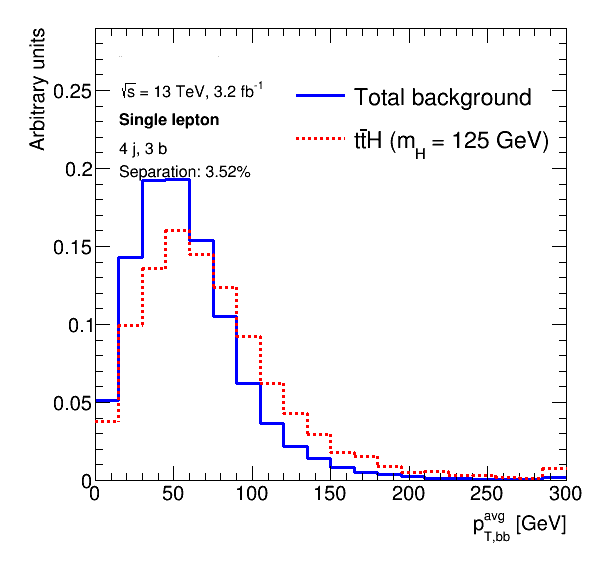 Arbitrary units
0.25
0.2
0.15
0.1
0.05
0
√s = 13 TeV, 3.2 fb⁻¹
Single lepton
4 j, 3 b
Separation: 3.52%
Total background
tt̄H (m_H = 125 GeV)
0 50 100 150 200 250 300
p_{T,bb}^{avg} [GeV]